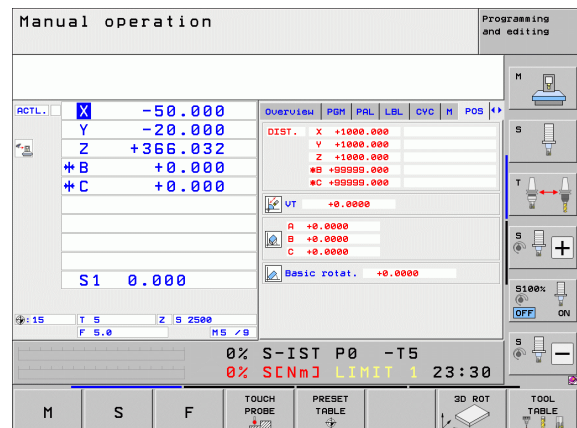 Manual operation
Programming
and editing
ACTL.
X -50.000
Y -20.000
Z +366.032
B +0.000
C +0.000
S1 0.000
:15 T 5 Z S 2500
F 5.0 M5 /9
Overview PGM PAL LBL CYC M POS
DIST. X +1000.000
Y +1000.000
Z +1000.000
*B +99999.000
*C +99999.000
VT +0.0000
A +0.0000
B +0.0000
C +0.0000
Basic rotat. +0.0000
0% S-IST P0 -T5
0% S[Nm] LIMIT 1 23:30
M
S
T
S
+
S100%
OFF ON
S
−
M
S
F
TOUCH
PROBE
PRESET
TABLE
3D ROT
TOOL
TABLE